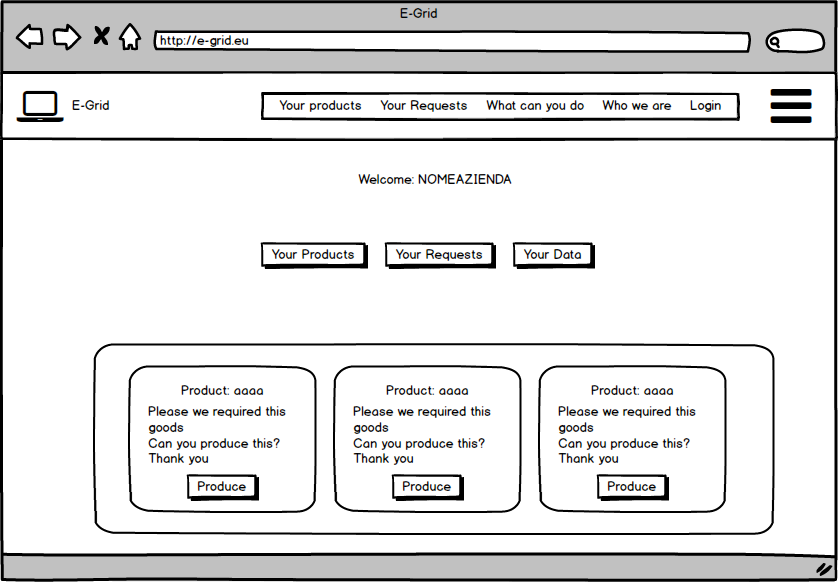 E-Grid
http://e-grid.eu
E-Grid
Your products Your Requests What can you do Who we are Login
Welcome: NOMEAZIENDA
Your Products Your Requests Your Data
Product: aaaa
Please we required this
goods
Can you produce this?
Thank you
Produce
Product: aaaa
Please we required this
goods
Can you produce this?
Thank you
Produce
Product: aaaa
Please we required this
goods
Can you produce this?
Thank you
Produce